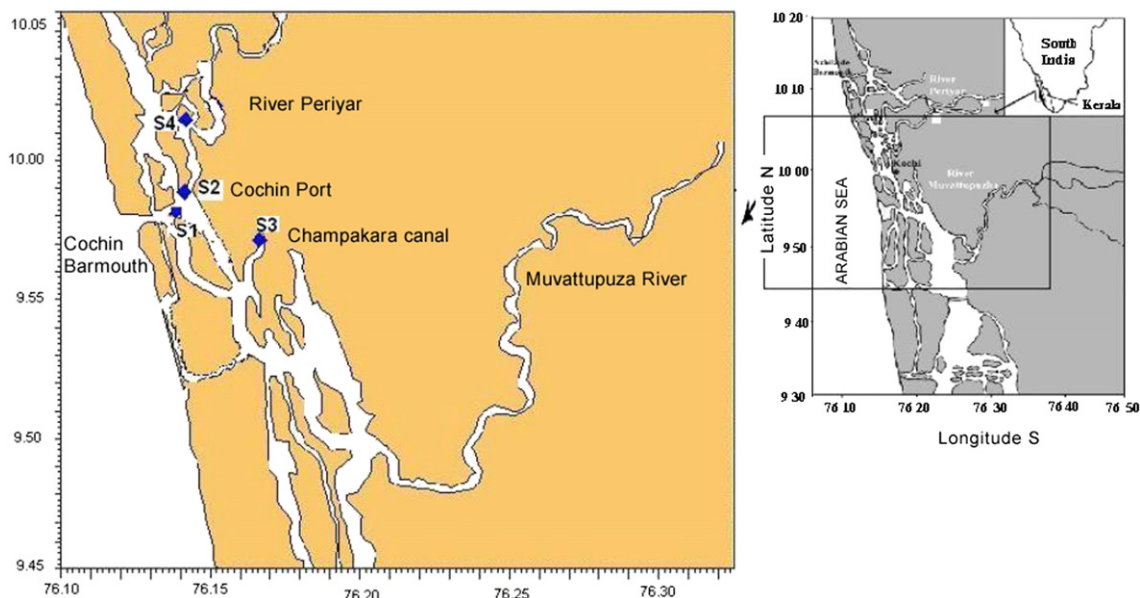 10.05
10.00
9.55
9.50
9.45
76.10
76.15
76.20
76.25
76.30
River Periyar
S4
S2
Cochin Port
S1
S3
Champakara canal
Cochin
Barmouth
Muvattupuza River
10 20
10 10
10 00
9 50
9 40
9 30
76 10
76 20
76 30
76 40
76 50
Latitude N
Longitude S
ARABIAN SEA
South
India
Kerala
River
Periyar
Kochi
River
Muvattupuzha